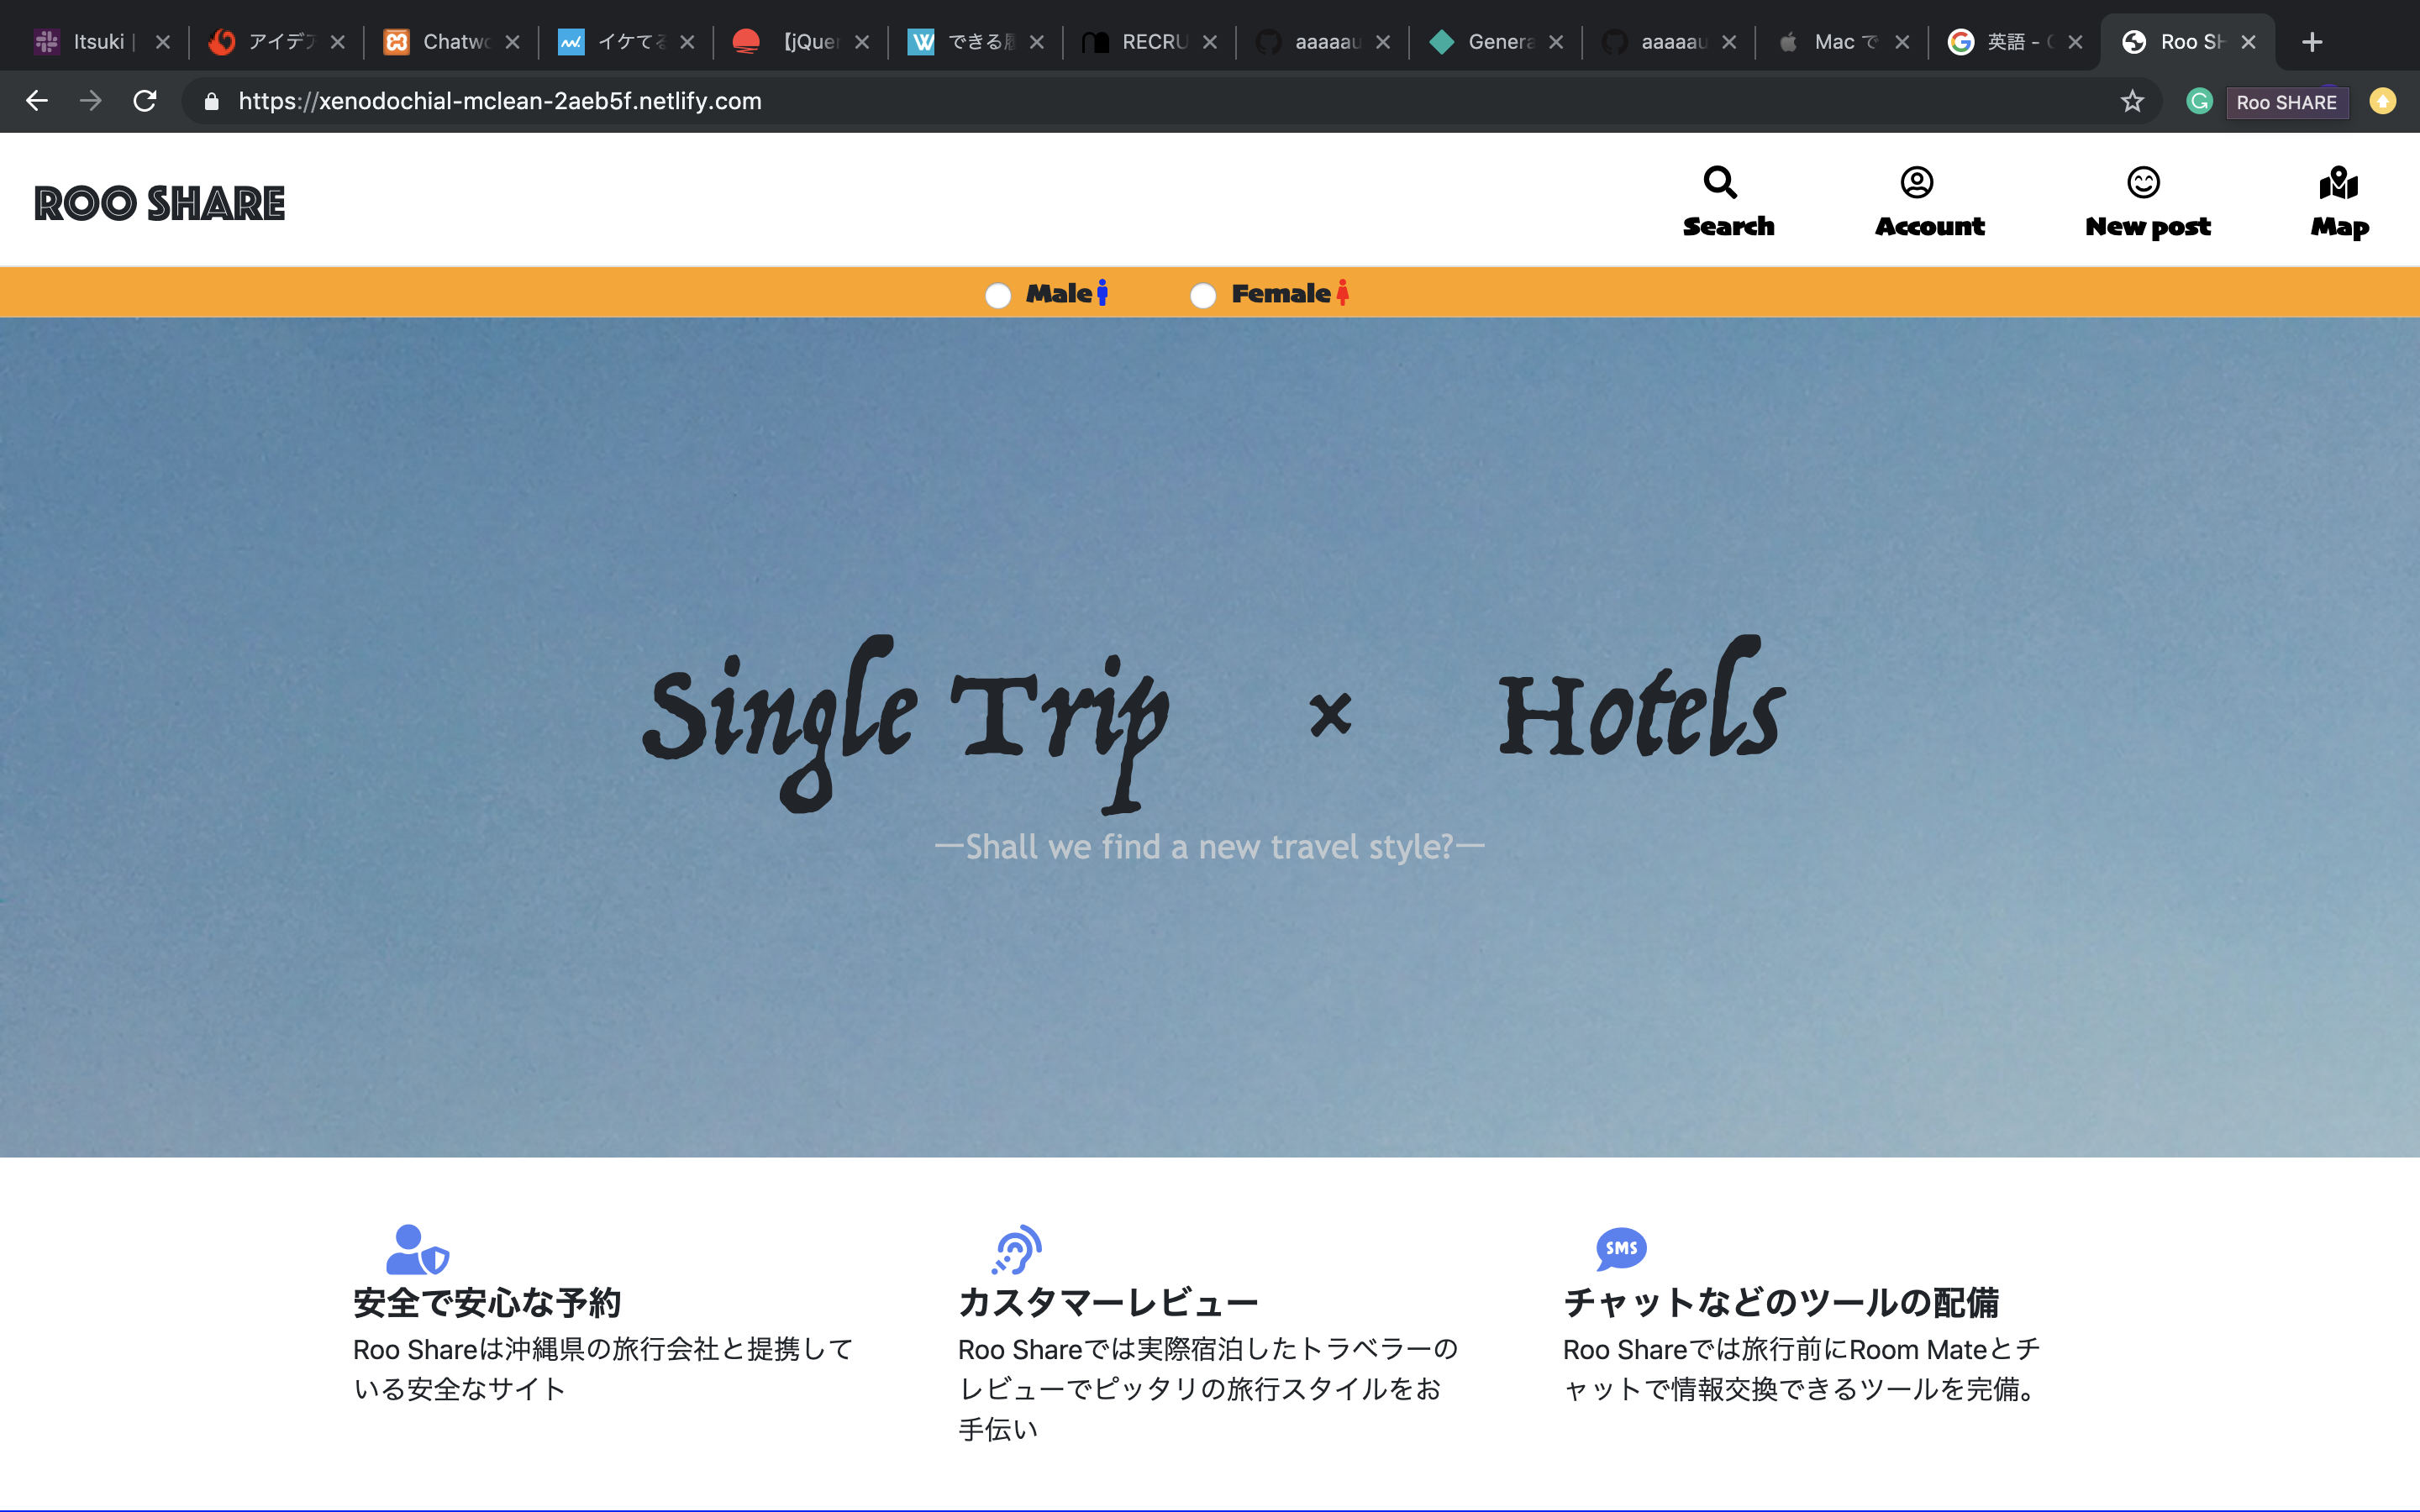 Itsuki |
アイデア
Chatwo
イケてる
【jQuer
できる
RECRU
aaaaau
Genera
aaaaau
Mac で
英語 -
Roo SH
https://xenodochial-mclean-2aeb5f.netlify.com
Roo SHARE
ROO SHARE
Search
Account
New post
Map
Male
Female
Single Trip × Hotels
—Shall we find a new travel style?—
SMS
安全で安心な予約
Roo Shareは沖縄県の旅行会社と提携して
いる安全なサイト
カスタマーレビュー
Roo Shareでは実際宿泊したトラベラーの
レビューでピッタリの旅行スタイルをお
手伝い
チャットなどのツールの配備
Roo Shareでは旅行前にRoom Mateとチ
ャットで情報交換できるツールを完備。